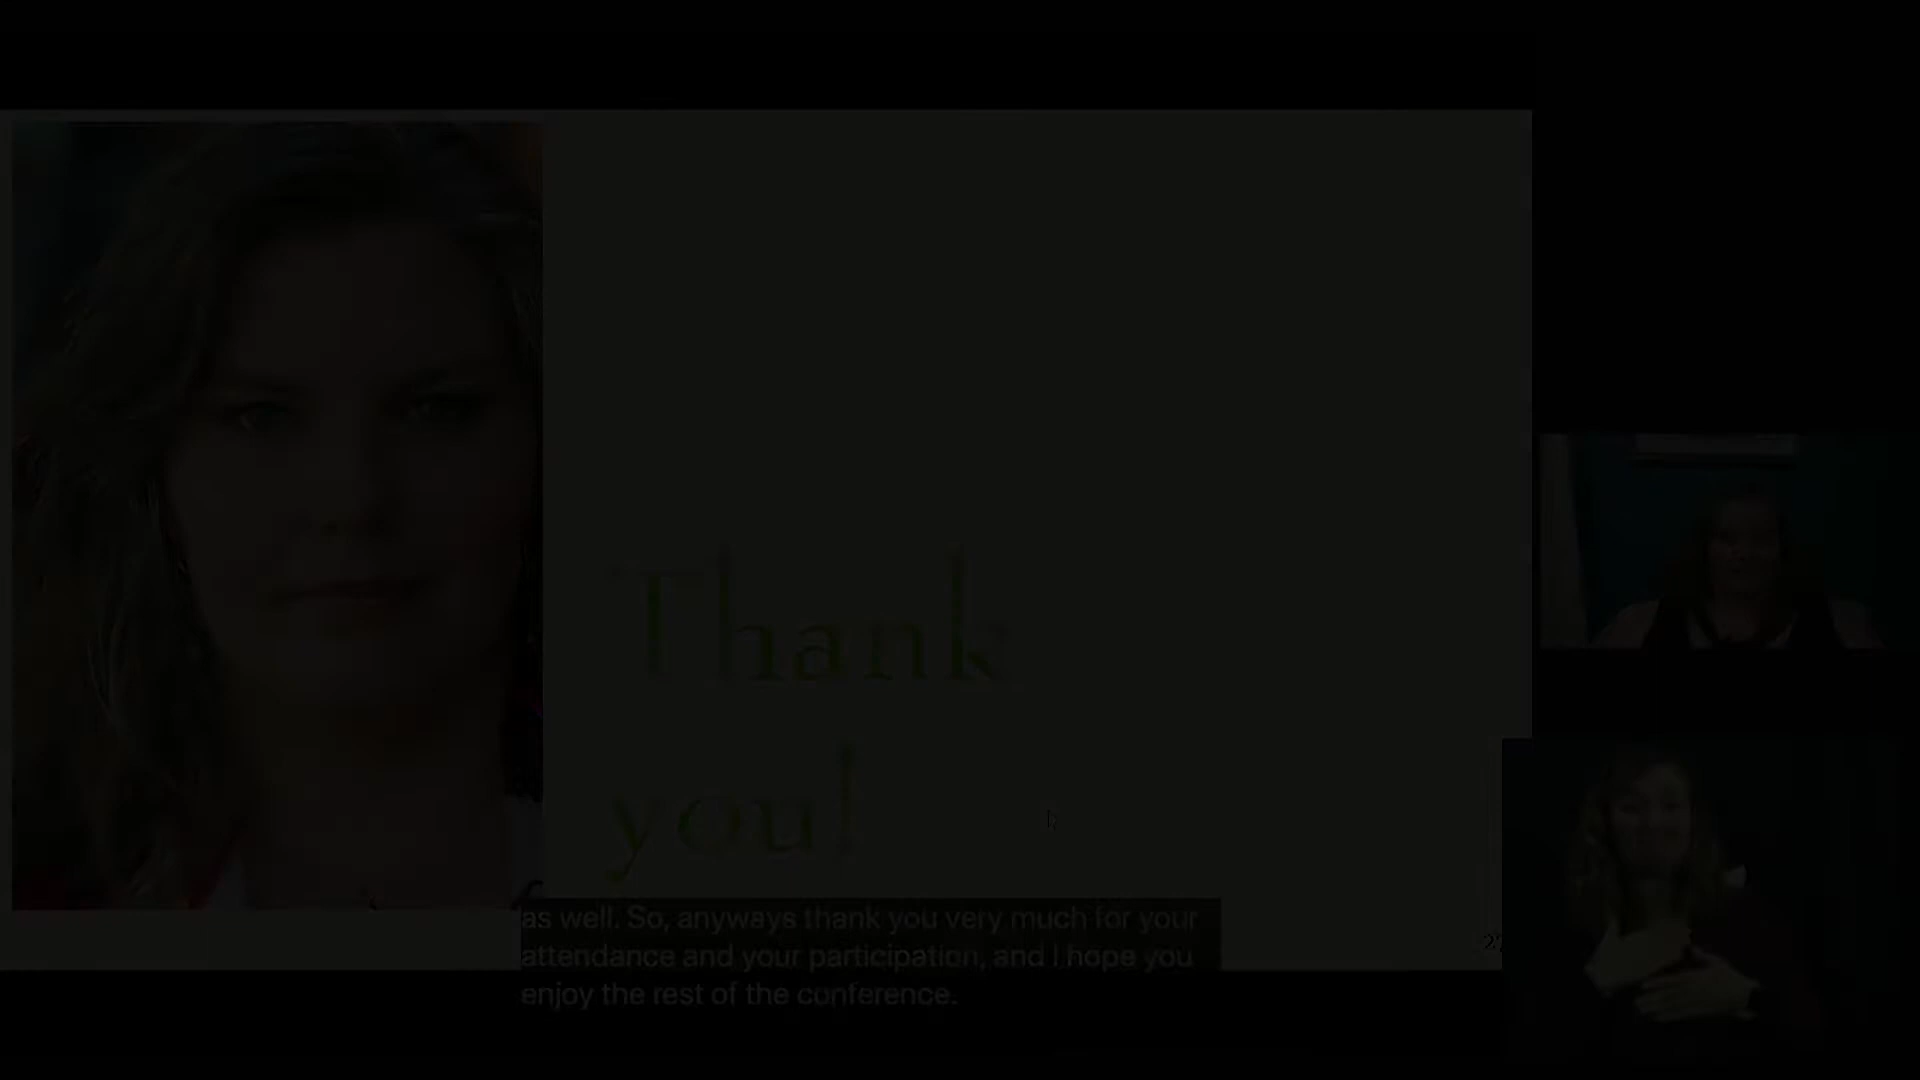 Thank
you!
as well. So, anyways thank you very much for your
attendance and your participation, and I hope you
enjoy the rest of the conference.